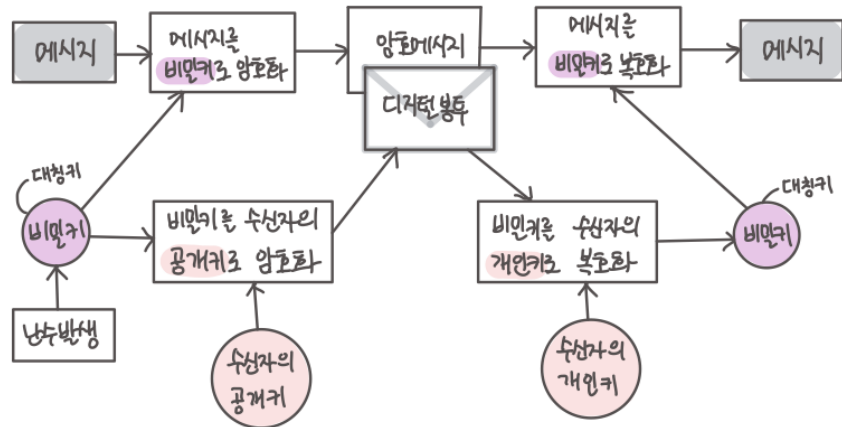 메시지
메시지를
비밀키로 암호화
암호메시지
디지털봉투
메시지를
비밀키로 복호화
메시지
대칭키
비밀키
비밀키를 수신자의
공개키로 암호화
비밀키를 수신자의
개인키로 복호화
대칭키
비밀키
난수발생
수신자의
공개키
수신자의
개인키